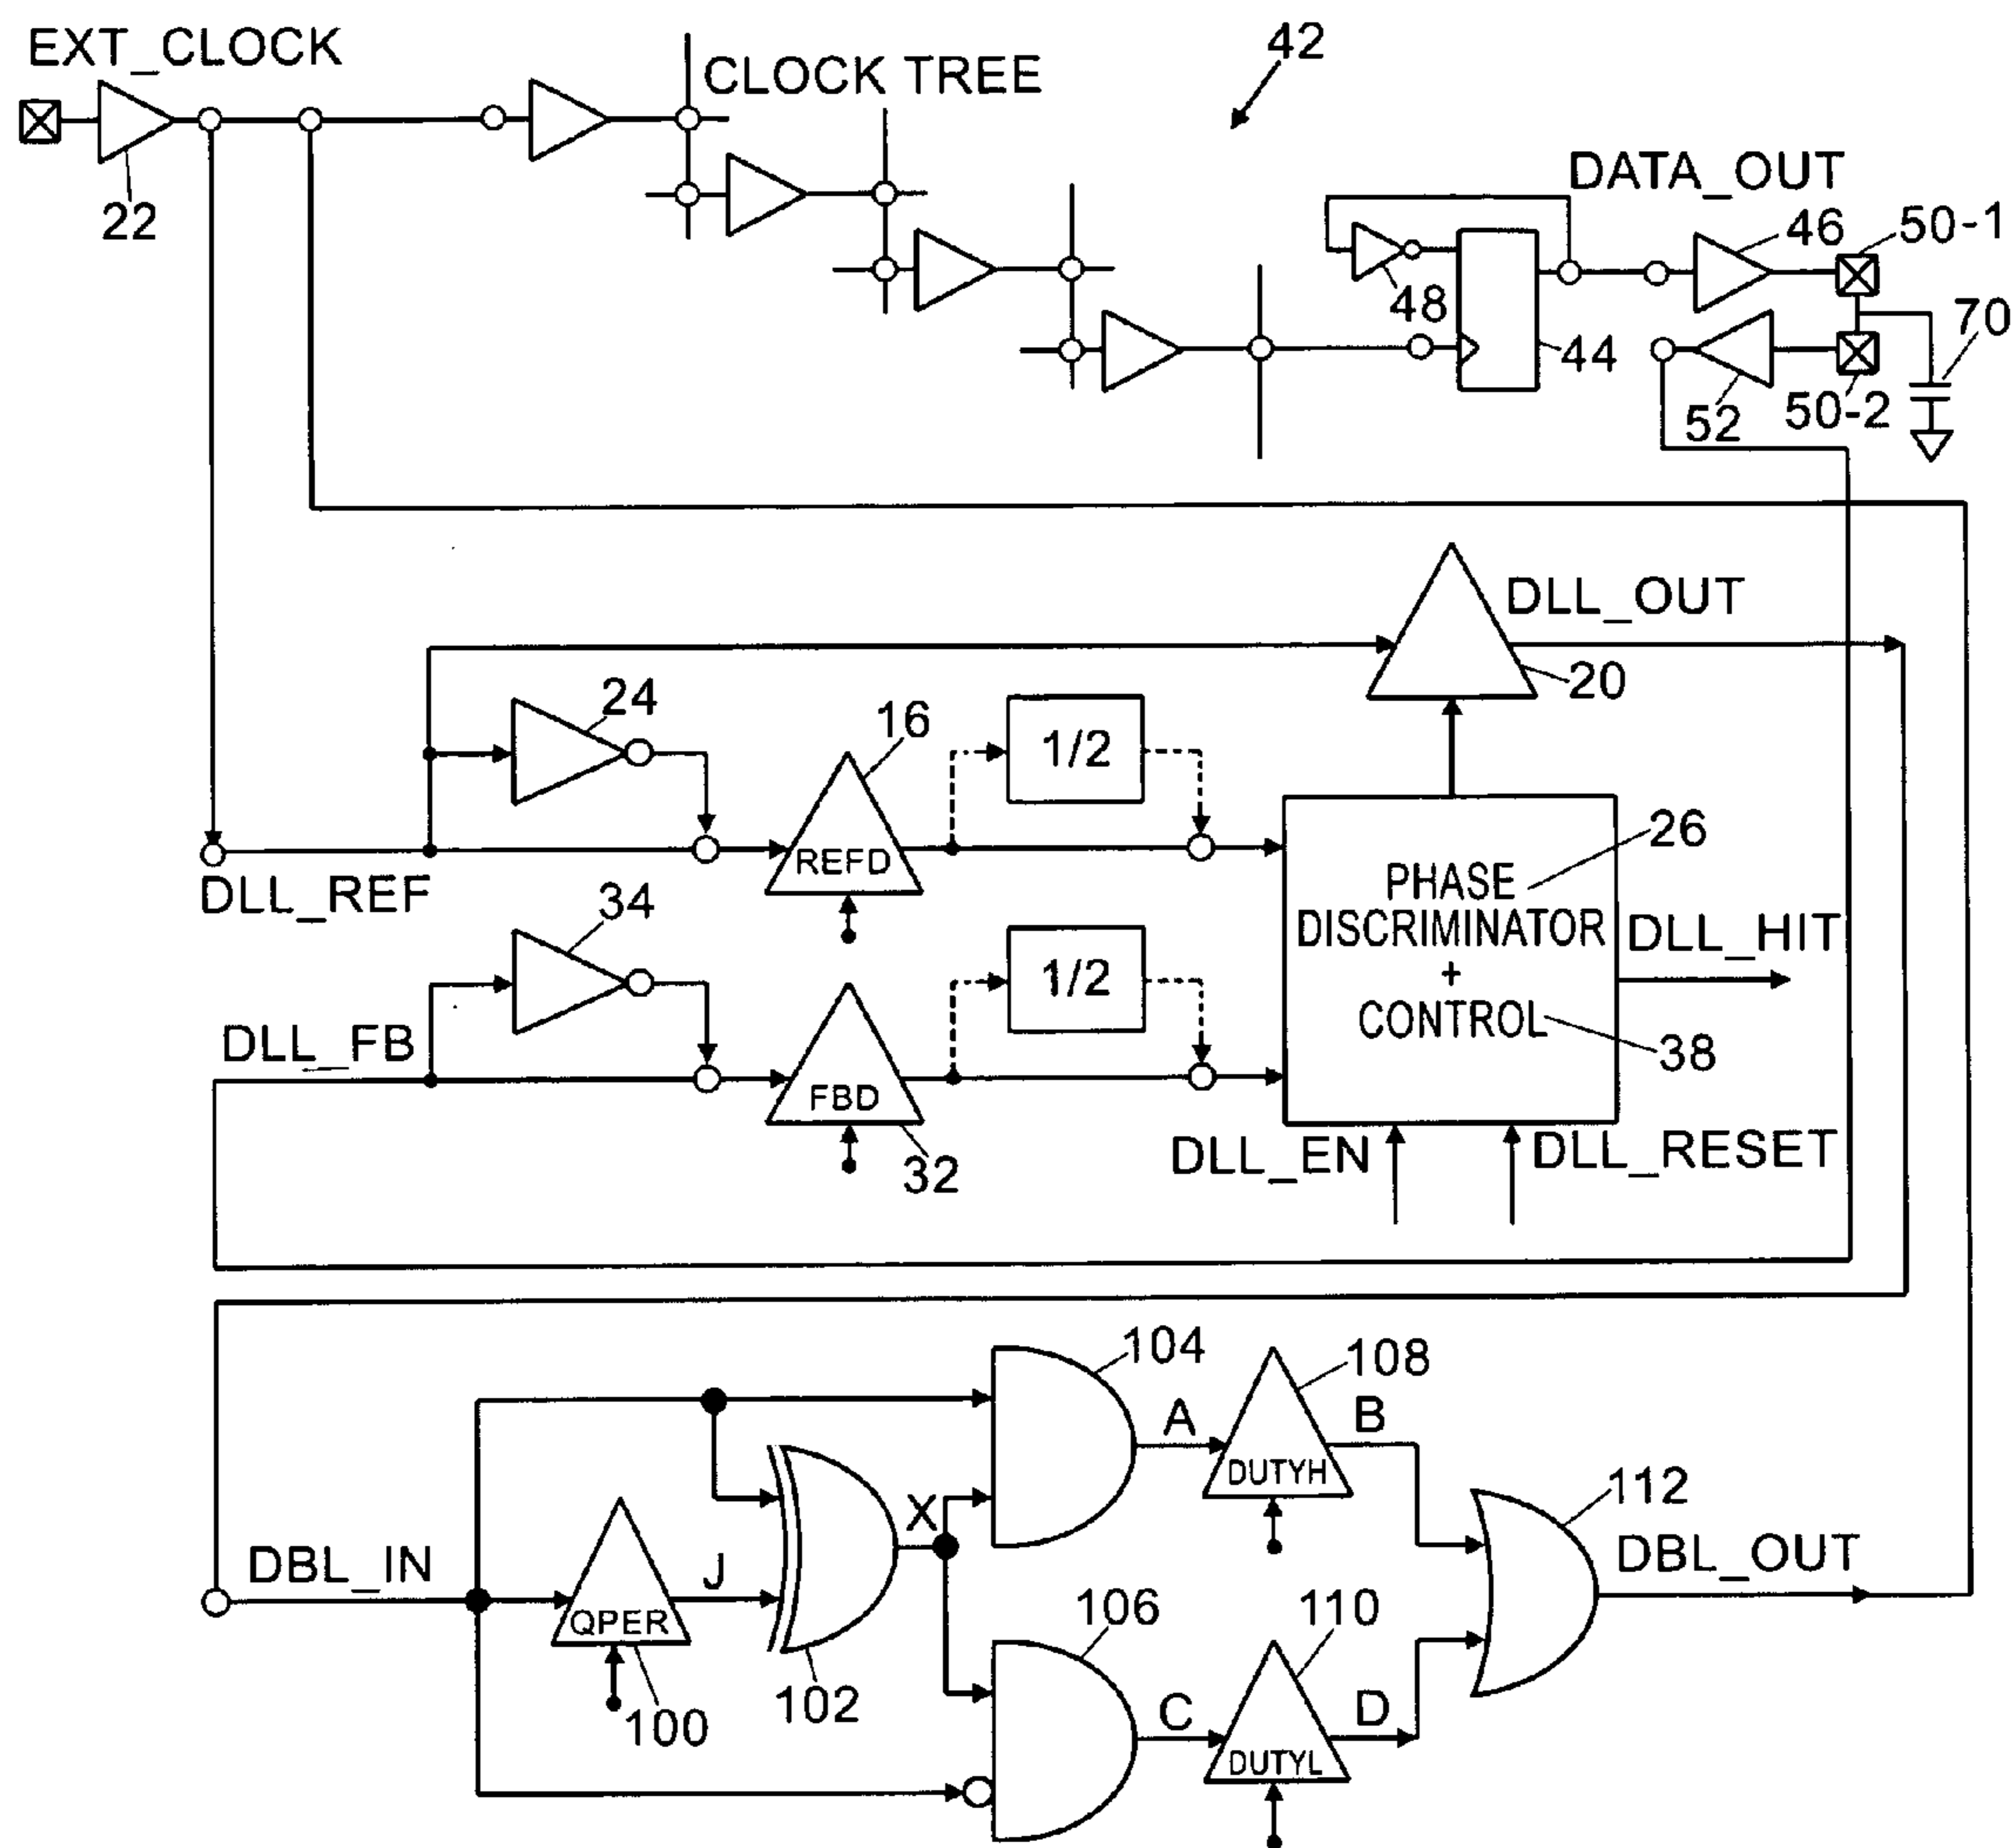 EXT_CLOCK
CLOCK TREE
42
22
DATA_OUT
46
50-1
48
44
70
52
50-2
DLL_OUT
20
24
16
1/2
REFD
DLL_REF
26
PHASE
DISCRIMINATOR
+
CONTROL
38
DLL_HIT
34
1/2
DLL_FB
FBD
32
DLL_EN
DLL_RESET
104
108
A
B
DUTYH
112
X
DBL_IN
J
QPER
DBL_OUT
100
102
106
110
C
D
DUTYL